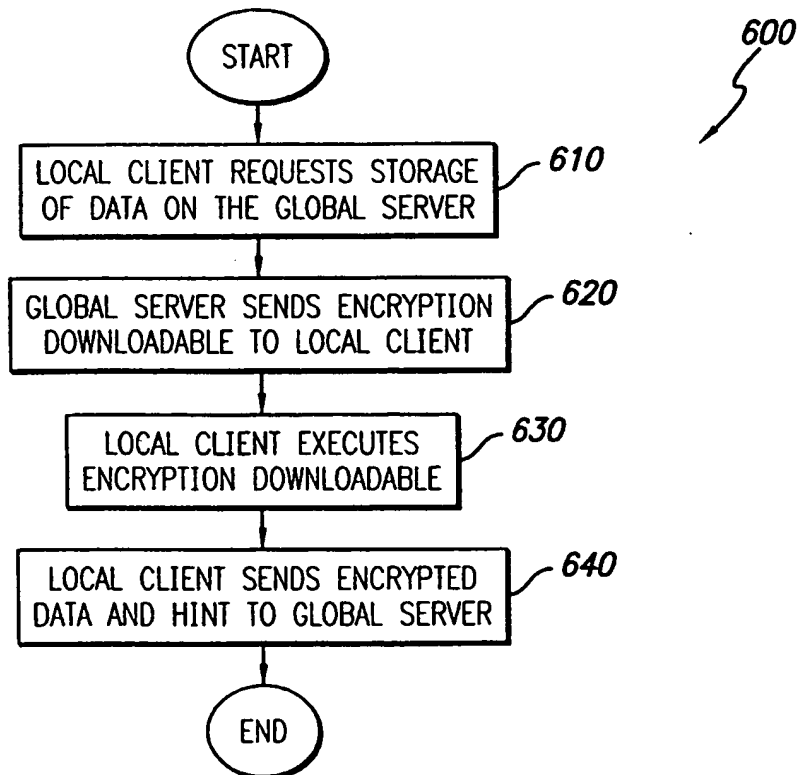 START
600
LOCAL CLIENT REQUESTS STORAGE
OF DATA ON THE GLOBAL SERVER
610
GLOBAL SERVER SENDS ENCRYPTION
DOWNLOADABLE TO LOCAL CLIENT
620
LOCAL CLIENT EXECUTES
ENCRYPTION DOWNLOADABLE
630
LOCAL CLIENT SENDS ENCRYPTED
DATA AND HINT TO GLOBAL SERVER
640
END